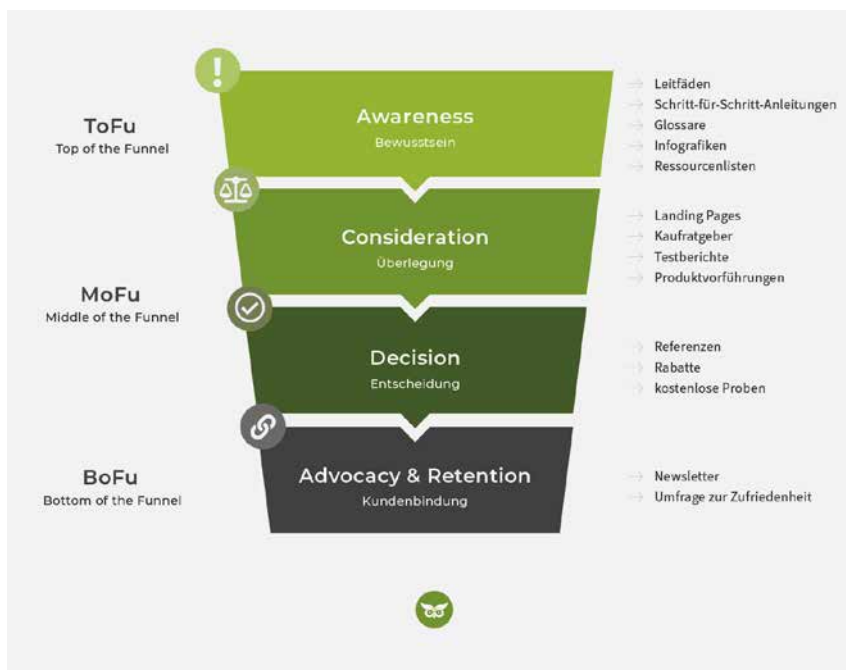 ToFu
Top of the Funnel
Awareness
Bewusstsein
Leitfäden
Schritt-für-Schritt-Anleitungen
Glossare
Infografiken
Ressourcenlisten
Consideration
Überlegung
Landing Pages
Kaufratgeber
Testberichte
Produktvorführungen
MoFu
Middle of the Funnel
Decision
Entscheidung
Referenzen
Rabatte
kostenlose Proben
BoFu
Bottom of the Funnel
Advocacy & Retention
Kundenbindung
Newsletter
Umfrage zur Zufriedenheit